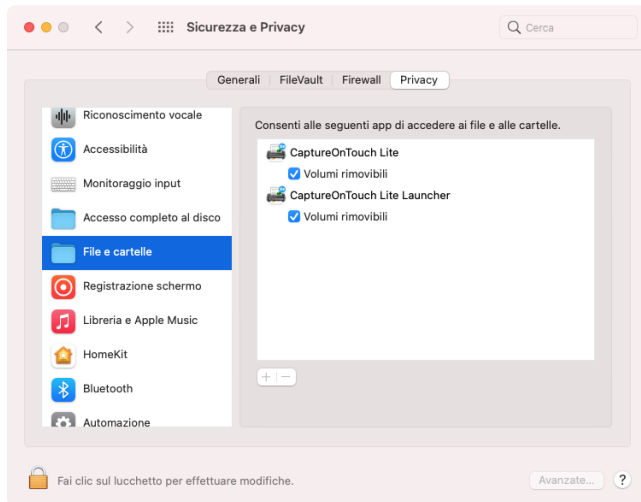 Sicurezza e Privacy
Cerca
Generali
FileVault
Firewall
Privacy
Riconoscimento vocale
Accessibilità
Monitoraggio input
Accesso completo al disco
File e cartelle
Registrazione schermo
Libreria e Apple Music
HomeKit
Bluetooth
Automazione
Consenti alle seguenti app di accedere ai file e alle cartelle.
CaptureOnTouch Lite
Volumi rimovibili
CaptureOnTouch Lite Launcher
Volumi rimovibili
+ −
Fai clic sul lucchetto per effettuare modifiche.
Avanzate...
?